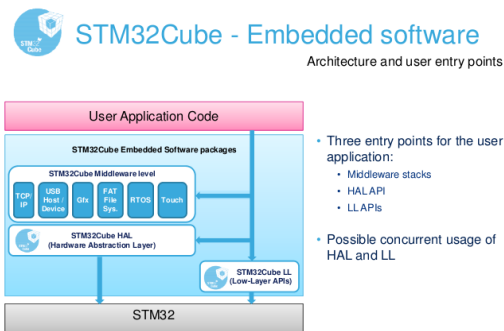 STM32Cube - Embedded software
STM32
Cube
Architecture and user entry points
User Application Code
STM32Cube Embedded Software packages
STM32Cube Middleware level
TCP/
IP
USB
Host /
Device
Gfx
FAT
File
Sys.
RTOS
Touch
STM32Cube HAL
(Hardware Abstraction Layer)
STM32Cube LL
(Low-Layer APIs)
STM32
• Three entry points for the user
application:
• Middleware stacks
• HAL API
• LL APIs
• Possible concurrent usage of
HAL and LL